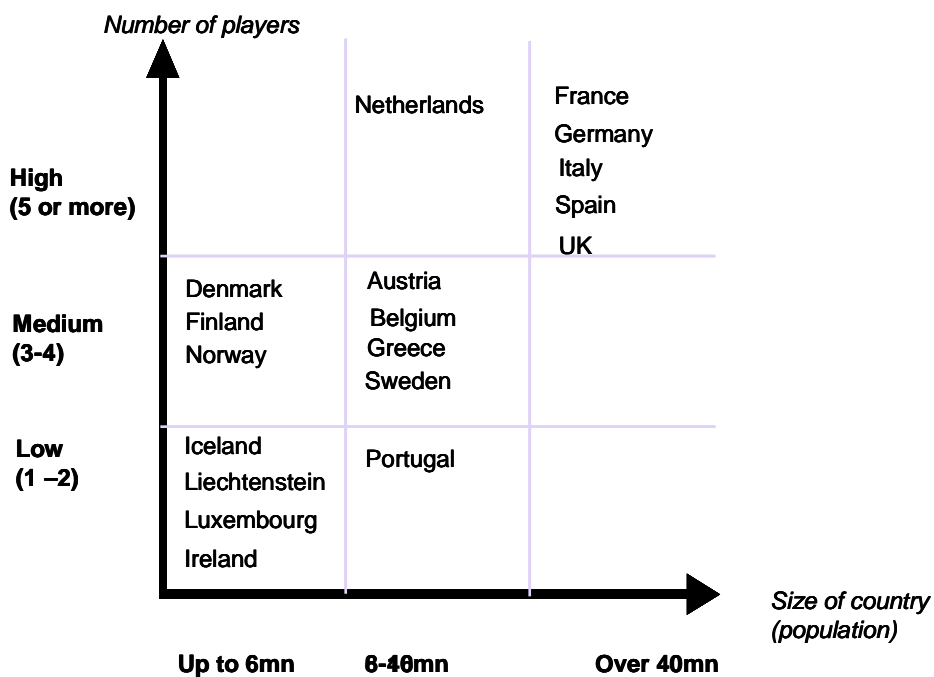 Number of players
Netherlands
France
Germany
Italy
Spain
UK
High
(5 or more)
Denmark
Finland
Norway
Austria
Belgium
Greece
Sweden
Medium
(3-4)
Iceland
Liechtenstein
Luxembourg
Ireland
Portugal
Low
(1 –2)
Size of country
(population)
Up to 6mn
Over 40mn